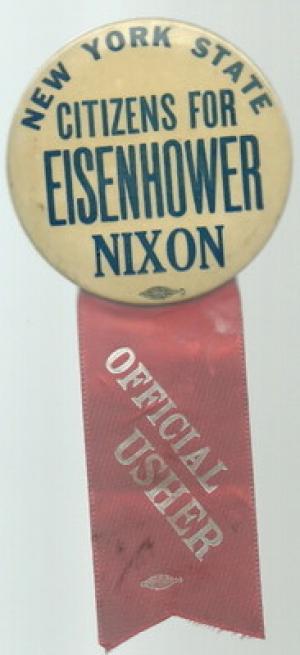 NEW YORK STATE
CITIZENS FOR
EISENHOWER
NIXON
OFFICIAL
USHER